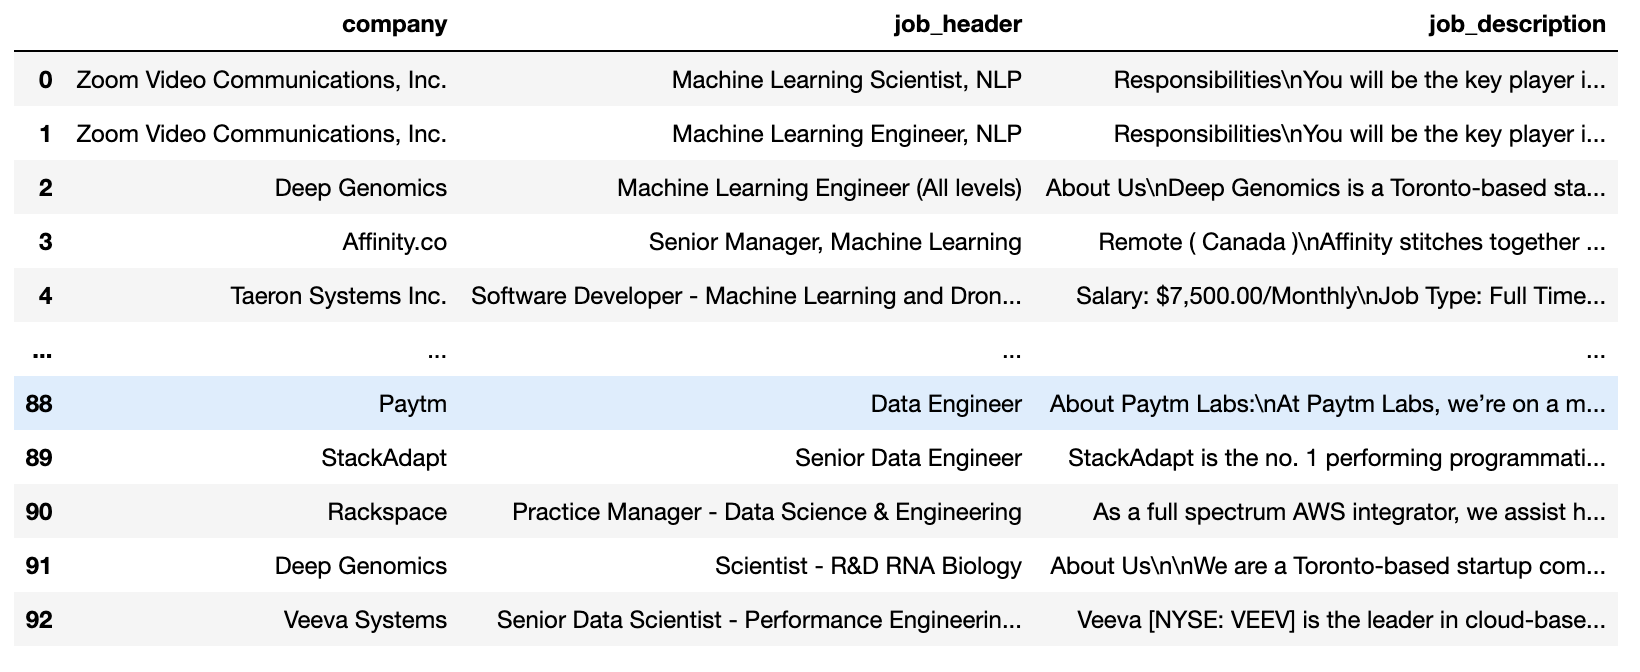 company job_header job_description
0 Zoom Video Communications, Inc. Machine Learning Scientist, NLP Responsibilities\nYou will be the key player i...
1 Zoom Video Communications, Inc. Machine Learning Engineer, NLP Responsibilities\nYou will be the key player i...
2 Deep Genomics Machine Learning Engineer (All levels) About Us\nDeep Genomics is a Toronto-based sta...
3 Affinity.co Senior Manager, Machine Learning Remote ( Canada )\nAffinity stitches together ...
4 Taeron Systems Inc. Software Developer - Machine Learning and Dron... Salary: $7,500.00/Monthly\nJob Type: Full Time...
... ... ... ...
88 Paytm Data Engineer About Paytm Labs:\nAt Paytm Labs, we’re on a m...
89 StackAdapt Senior Data Engineer StackAdapt is the no. 1 performing programmati...
90 Rackspace Practice Manager - Data Science & Engineering As a full spectrum AWS integrator, we assist h...
91 Deep Genomics Scientist - R&D RNA Biology About Us\n\nWe are a Toronto-based startup com...
92 Veeva Systems Senior Data Scientist - Performance Engineerin... Veeva [NYSE: VEEV] is the leader in cloud-base...